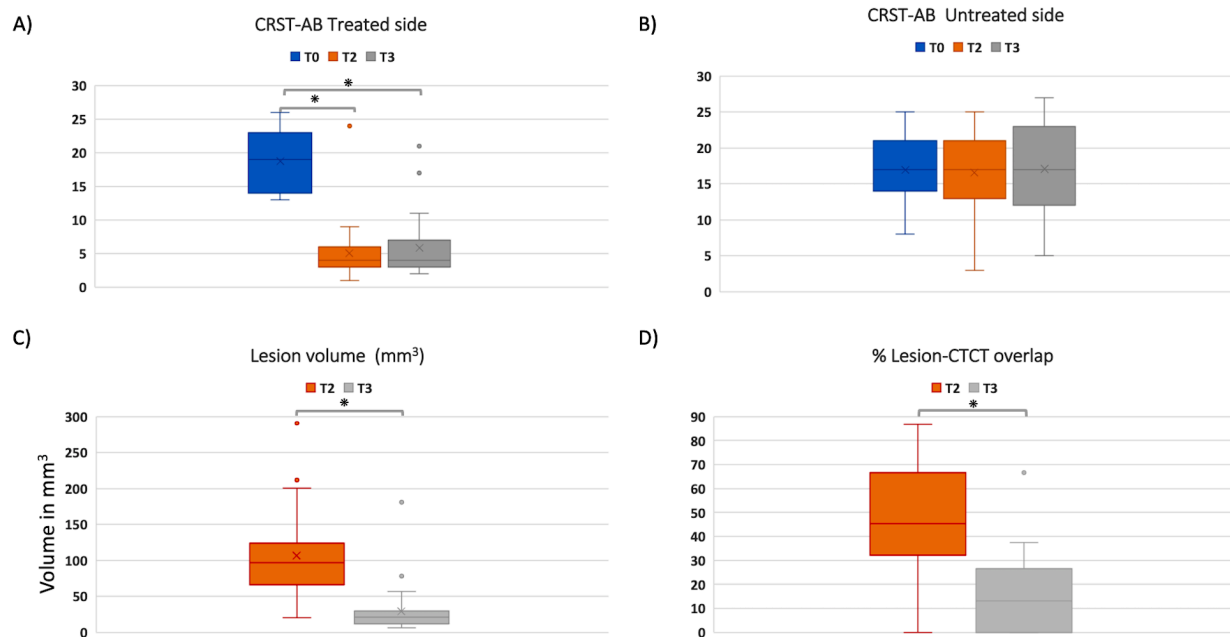 A)
CRST-AB Treated side
T0 T2 T3
30
25
20
15
10
5
0
*
*
B)
CRST-AB Untreated side
T0 T2 T3
30
25
20
15
10
5
0
C)
Lesion volume (mm³)
T2 T3
Volume in mm³
300
250
200
150
100
50
0
*
D)
% Lesion-CTCT overlap
T2 T3
90
80
70
60
50
40
30
20
10
0
*